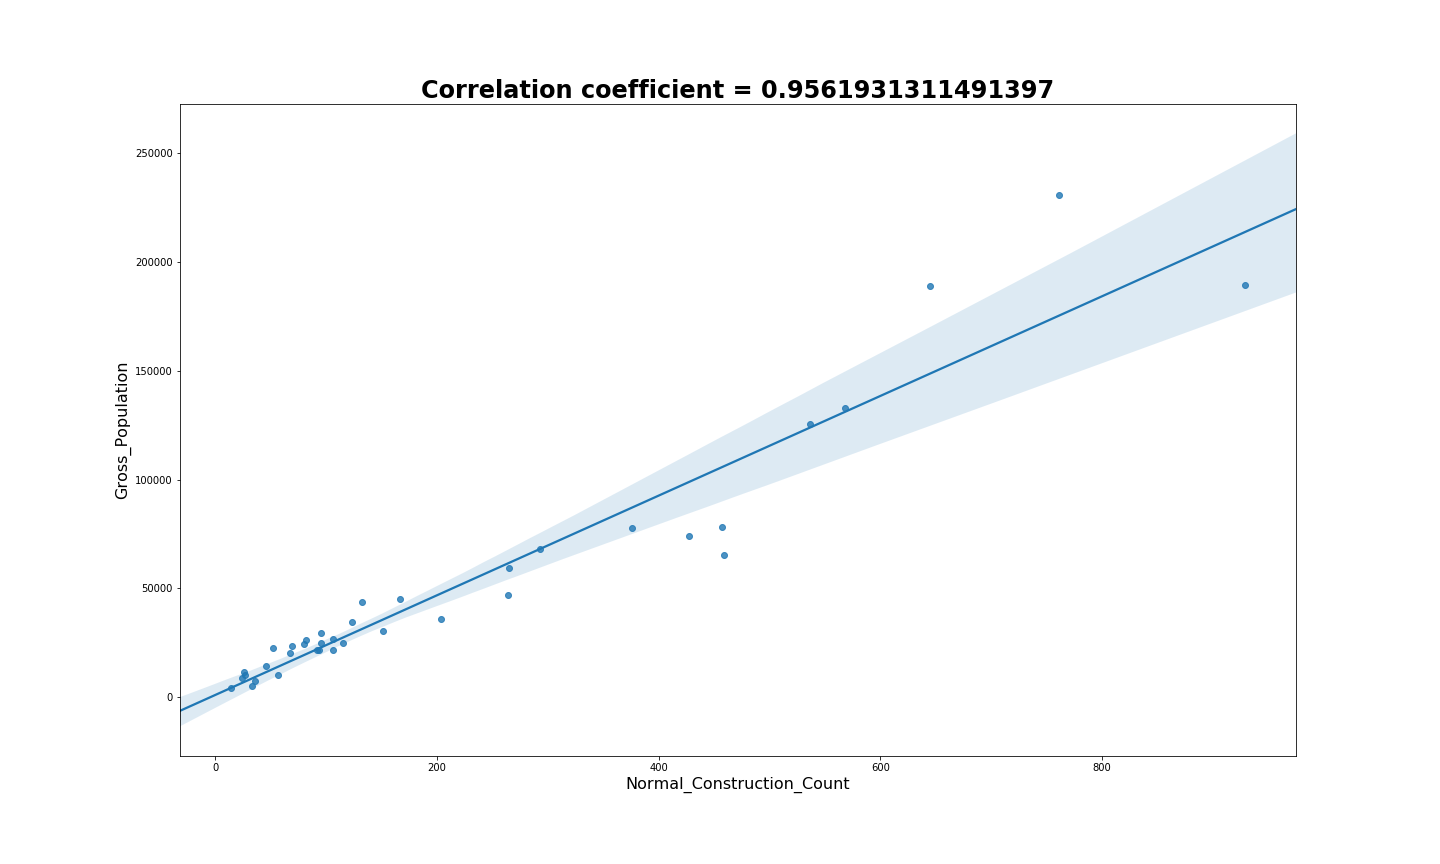 Correlation coefficient = 0.9561931311491397
250000
200000
150000
100000
50000
0
Gross_Population
0 200 400 600 800
Normal_Construction_Count